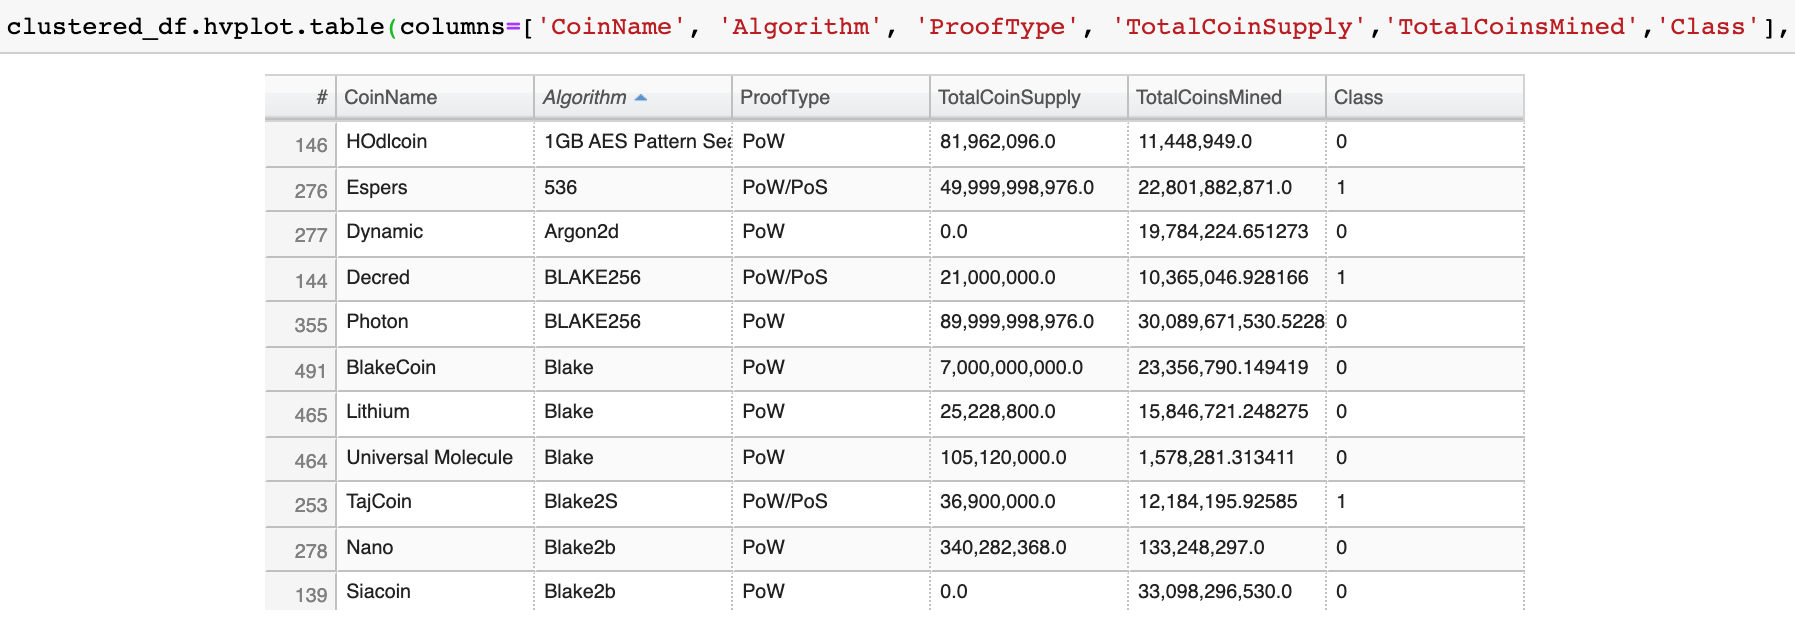 clustered_df.hvplot.table(columns=['CoinName', 'Algorithm', 'ProofType', 'TotalCoinSupply','TotalCoinsMined','Class'],
# CoinName Algorithm ProofType TotalCoinSupply TotalCoinsMined Class
146 HOdlcoin 1GB AES Pattern Sea PoW 81,962,096.0 11,448,949.0 0
276 Espers 536 PoW/PoS 49,999,998,976.0 22,801,882,871.0 1
277 Dynamic Argon2d PoW 0.0 19,784,224.651273 0
144 Decred BLAKE256 PoW/PoS 21,000,000.0 10,365,046.928166 1
355 Photon BLAKE256 PoW 89,999,998,976.0 30,089,671,530.5228 0
491 BlakeCoin Blake PoW 7,000,000,000.0 23,356,790.149419 0
465 Lithium Blake PoW 25,228,800.0 15,846,721.248275 0
464 Universal Molecule Blake PoW 105,120,000.0 1,578,281.313411 0
253 TajCoin Blake2S PoW/PoS 36,900,000.0 12,184,195.92585 1
278 Nano Blake2b PoW 340,282,368.0 133,248,297.0 0
139 Siacoin Blake2b PoW 0.0 33,098,296,530.0 0